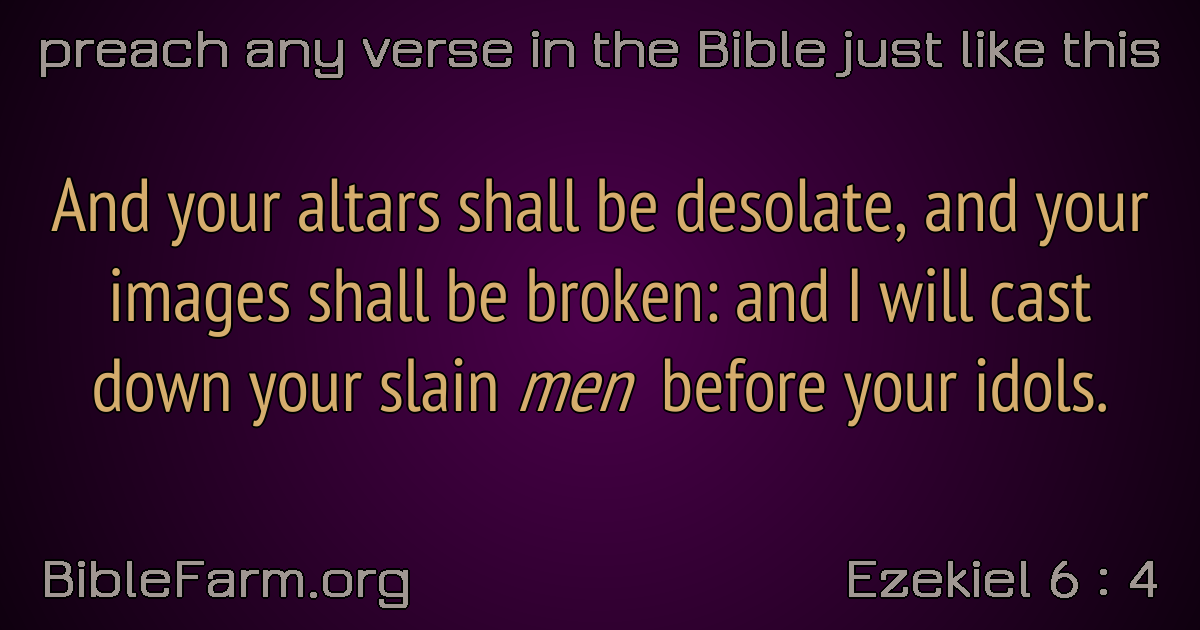 preach any verse in the Bible just like this
And your altars shall be desolate, and your
images shall be broken: and I will cast
down your slain men before your idols.
BibleFarm.org
Ezekiel 6 : 4